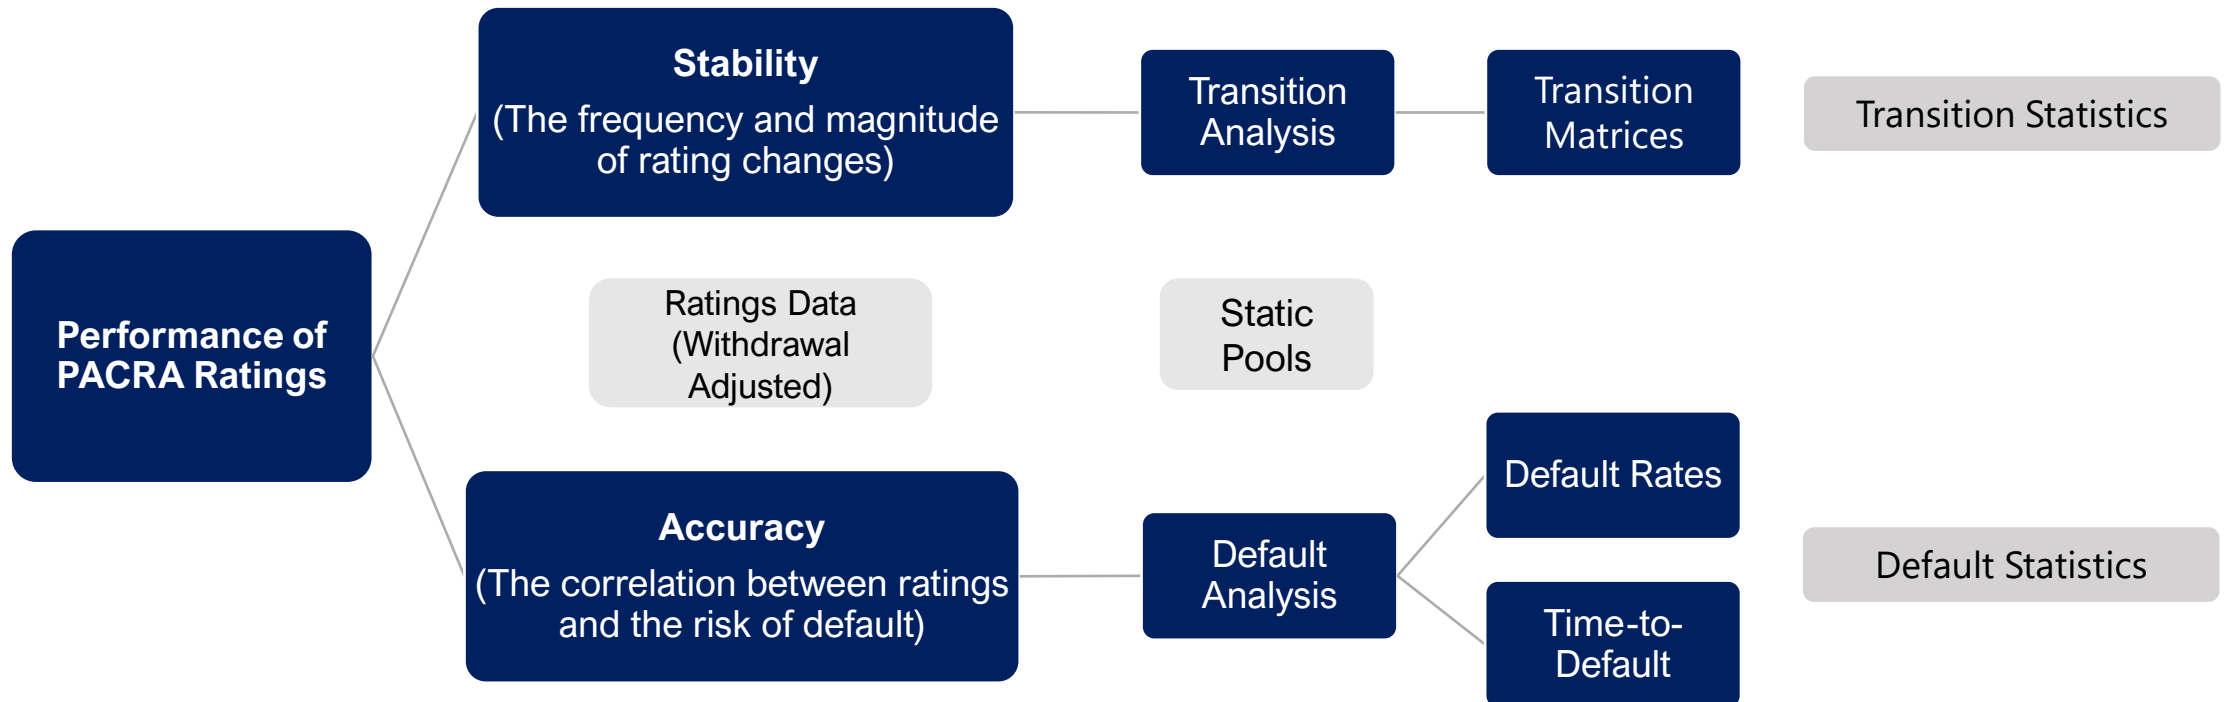 Performance of
PACRA Ratings
Stability
(The frequency and magnitude
of rating changes)
Transition
Analysis
Transition
Matrices
Transition Statistics
Ratings Data
(Withdrawal
Adjusted)
Static
Pools
Accuracy
(The correlation between ratings
and the risk of default)
Default
Analysis
Default Rates
Time-to-
Default
Default Statistics